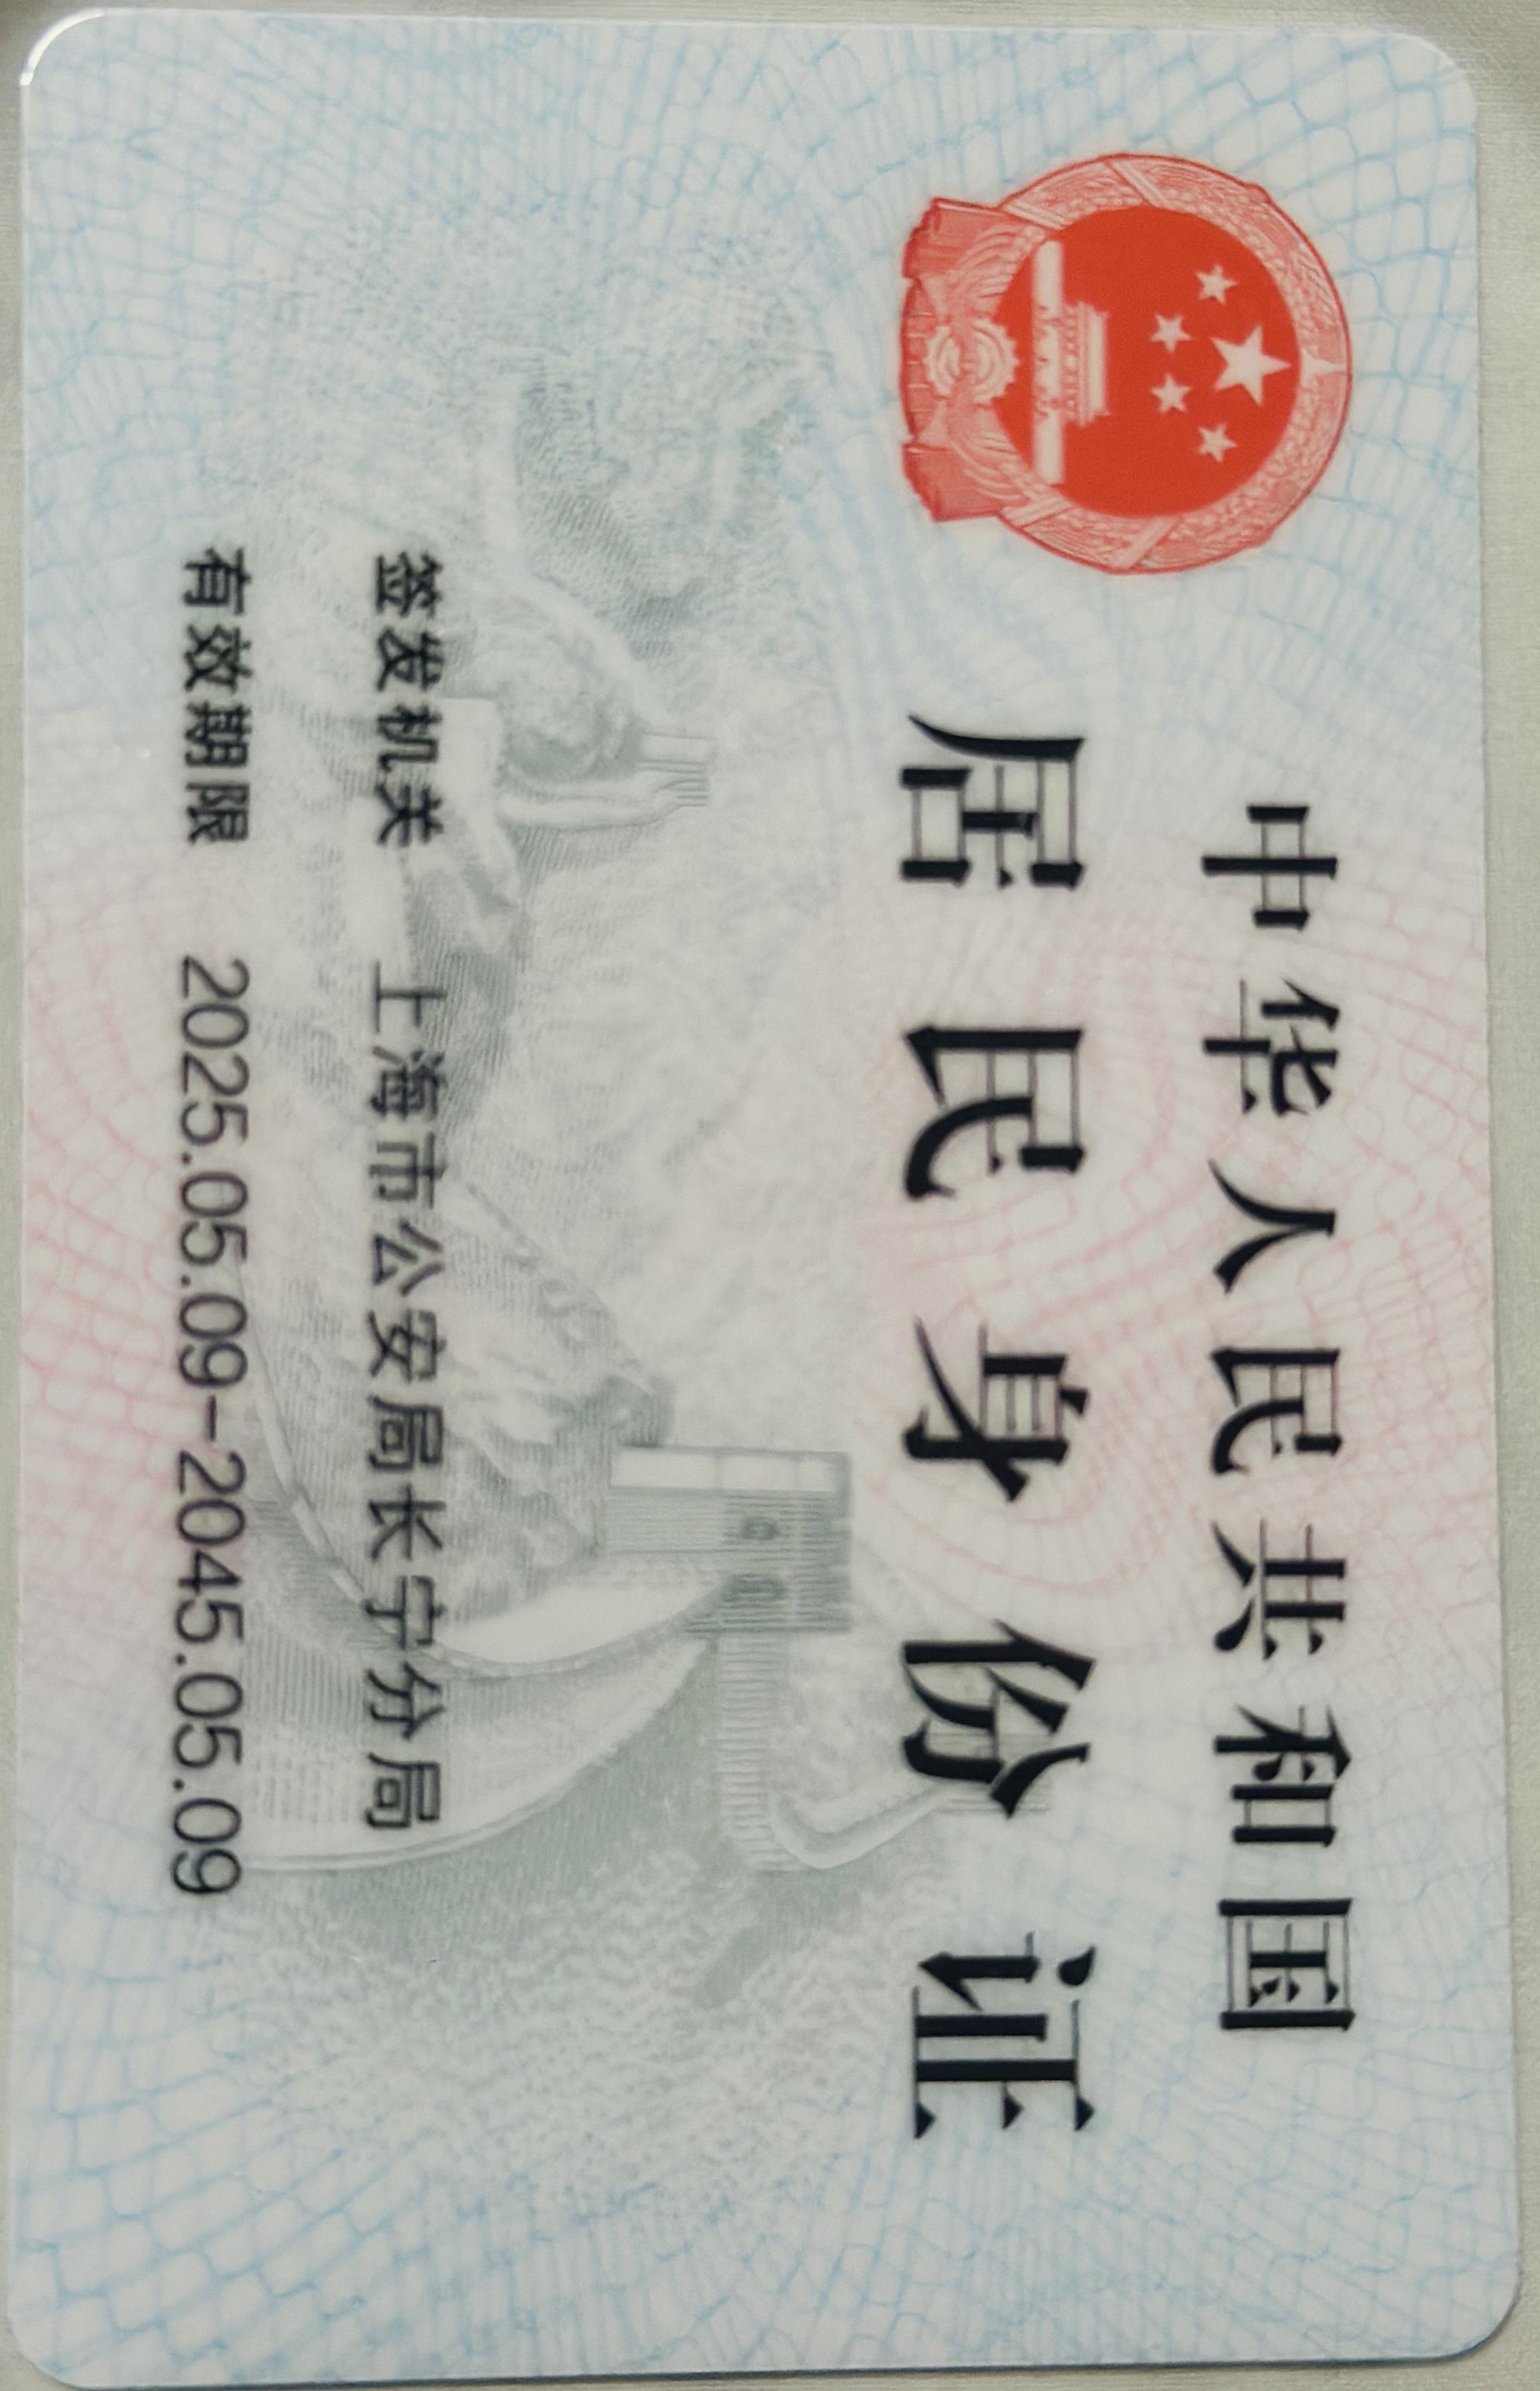 中华人民共和国
居民身份证
签发机关 上海市公安局长宁分局
有效期限 2025.05.09-2045.05.09